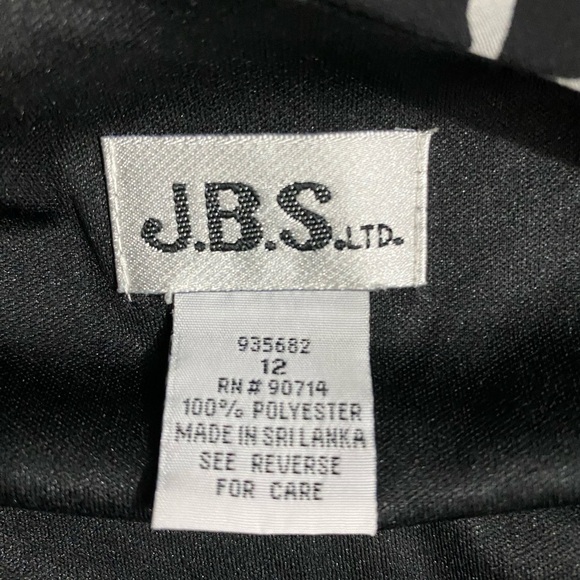 J.B.S.LTD.
935682
12
RN# 90714
100% POLYESTER
MADE IN SRI LANKA
SEE REVERSE
FOR CARE